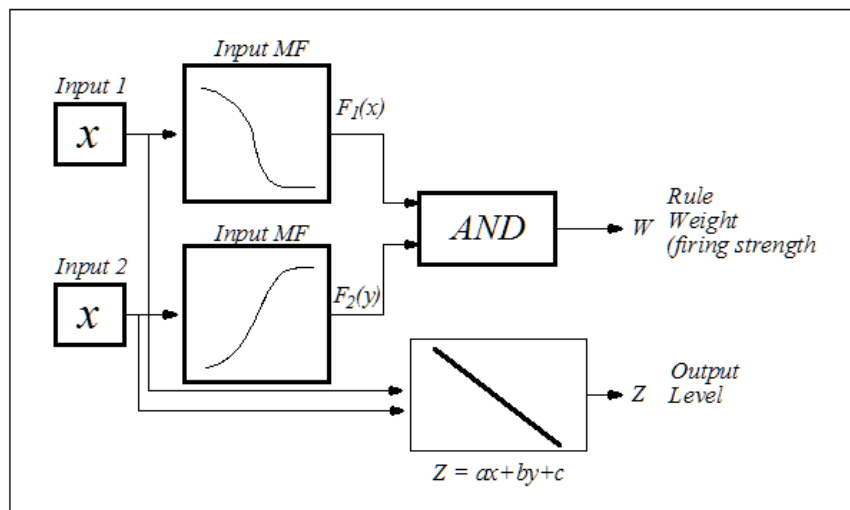 Input MF
Input 1
x
F1(x)
Input MF
Input 2
x
F2(y)
AND
W
Rule
Weight
(firing strength
Z
Output
Level
Z = ax+by+c